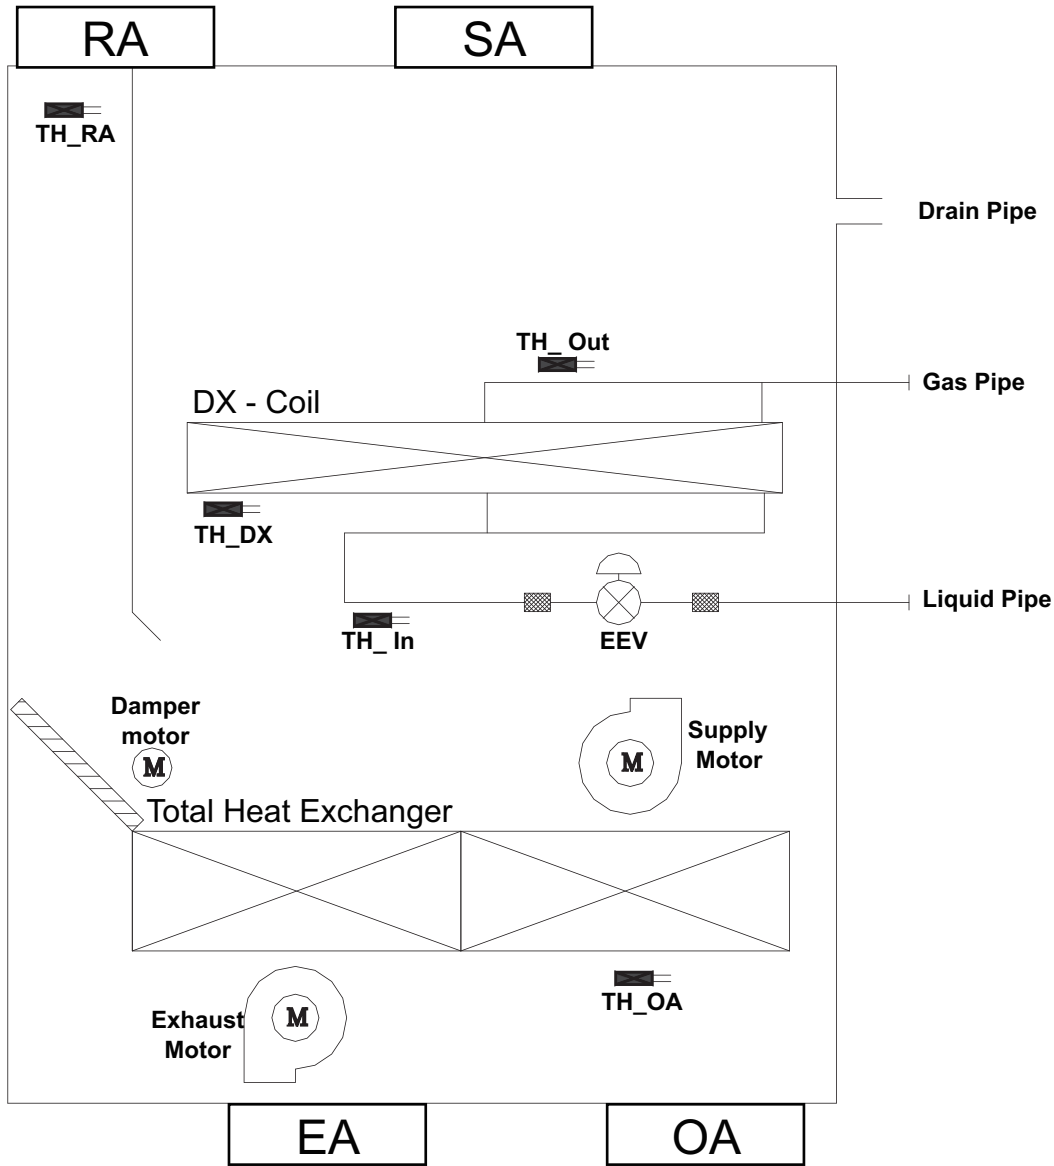 RA
SA
TH_RA
Drain Pipe
TH_ Out
Gas Pipe
DX - Coil
TH_DX
Liquid Pipe
TH_ In
EEV
Damper
motor
M
Supply
Motor
M
Total Heat Exchanger
TH_OA
Exhaust
Motor
M
EA
OA